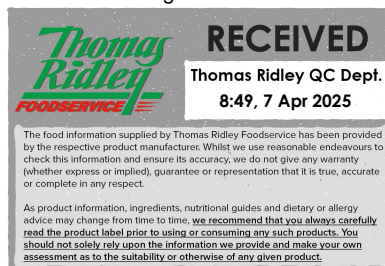 Thomas
Ridley
FOODSERVICE
RECEIVED
Thomas Ridley QC Dept.
8:49, 7 Apr 2025
The food information supplied by Thomas Ridley Foodservice has been provided
by the respective product manufacturer. Whilst we use reasonable endeavours to
check this information and ensure its accuracy, we do not give any warranty
(whether express or implied), guarantee or representation that it is true, accurate
or complete in any respect.
As product information, ingredients, nutritional guides and dietary or allergy
advice may change from time to time, we recommend that you always carefully
read the product label prior to using or consuming any such products. You
should not solely rely upon the information we provide and make your own
assessment as to the suitability or otherwise of any given product.